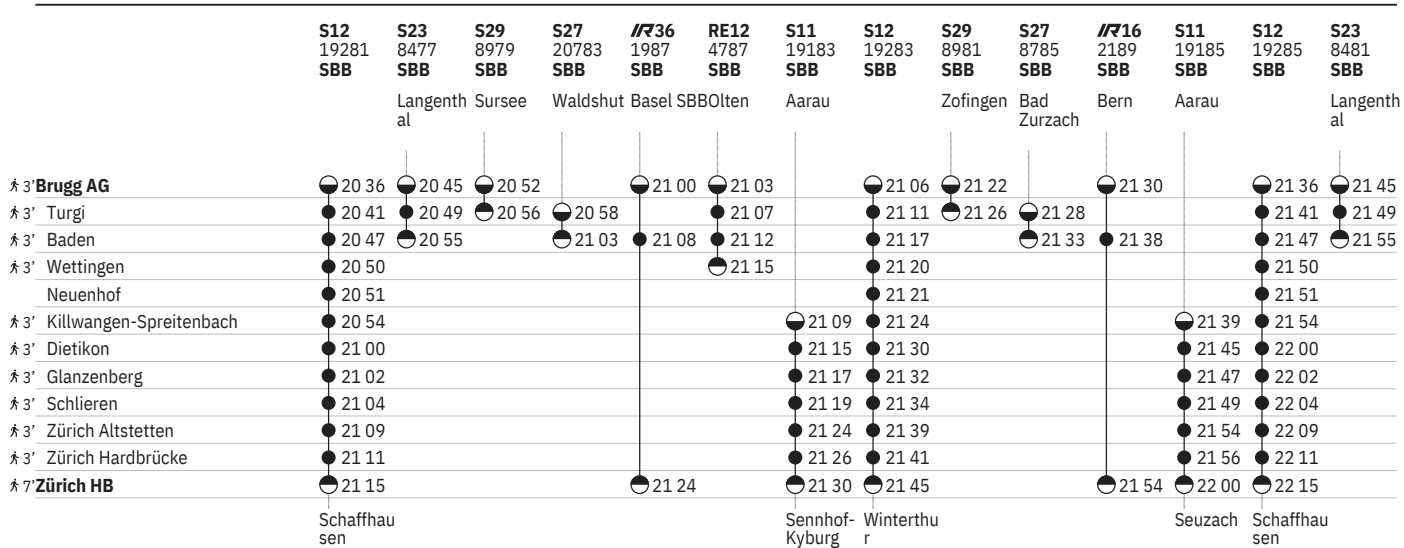 S12 S23 S29 S27 IR36 RE12 S11 S12 S29 S27 IR16 S11 S12 S23
19281 8477 8979 20783 1987 4787 19183 19283 8981 8785 2189 19185 19285 8481
SBB SBB SBB SBB SBB SBB SBB SBB SBB SBB SBB SBB SBB SBB
Langenth Sursee Waldshut Basel SBB Olten Aarau Zofingen Bad Bern Aarau Langenth
al Zurzach al
3' Brugg AG 20 36 20 45 20 52 21 00 21 03 21 06 21 22 21 30 21 36 21 45
3' Turgi 20 41 20 49 20 56 20 58 21 07 21 11 21 26 21 28 21 41 21 49
3' Baden 20 47 20 55 21 03 21 08 21 12 21 17 21 33 21 38 21 47 21 55
3' Wettingen 20 50 21 15 21 20 21 50
Neuenhof 20 51 21 21 21 51
3' Killwangen-Spreitenbach 20 54 21 09 21 24 21 39 21 54
3' Dietikon 21 00 21 15 21 30 21 45 22 00
3' Glanzenberg 21 02 21 17 21 32 21 47 22 02
3' Schlieren 21 04 21 19 21 34 21 49 22 04
3' Zürich Altstetten 21 09 21 24 21 39 21 54 22 09
3' Zürich Hardbrücke 21 11 21 26 21 41 21 56 22 11
7' Zürich HB 21 15 21 24 21 30 21 45 21 54 22 00 22 15
Schaffhau Sennhof- Winterthu Seuzach Schaffhau
sen Kyburg r sen